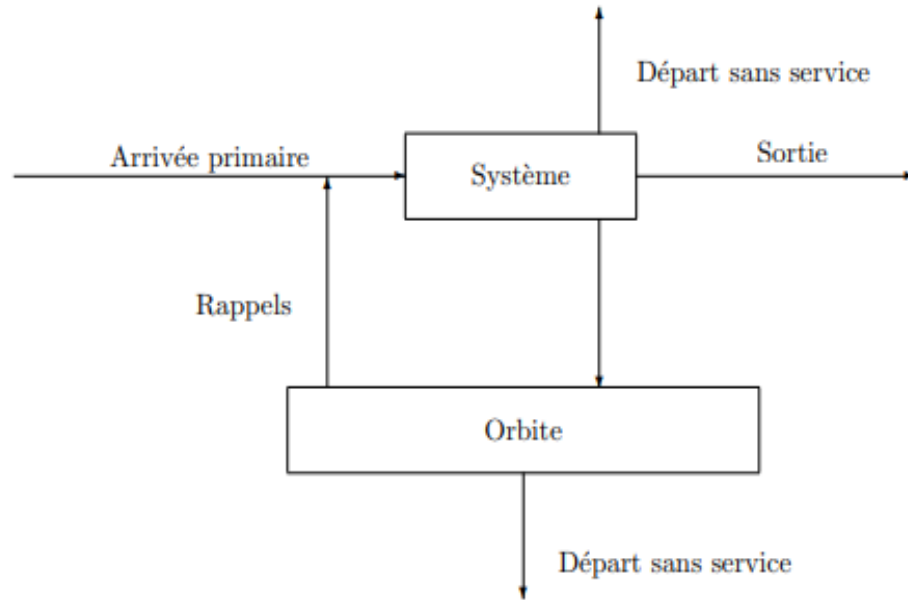 Départ sans service
Arrivée primaire
Système
Sortie
Rappels
Orbite
Départ sans service